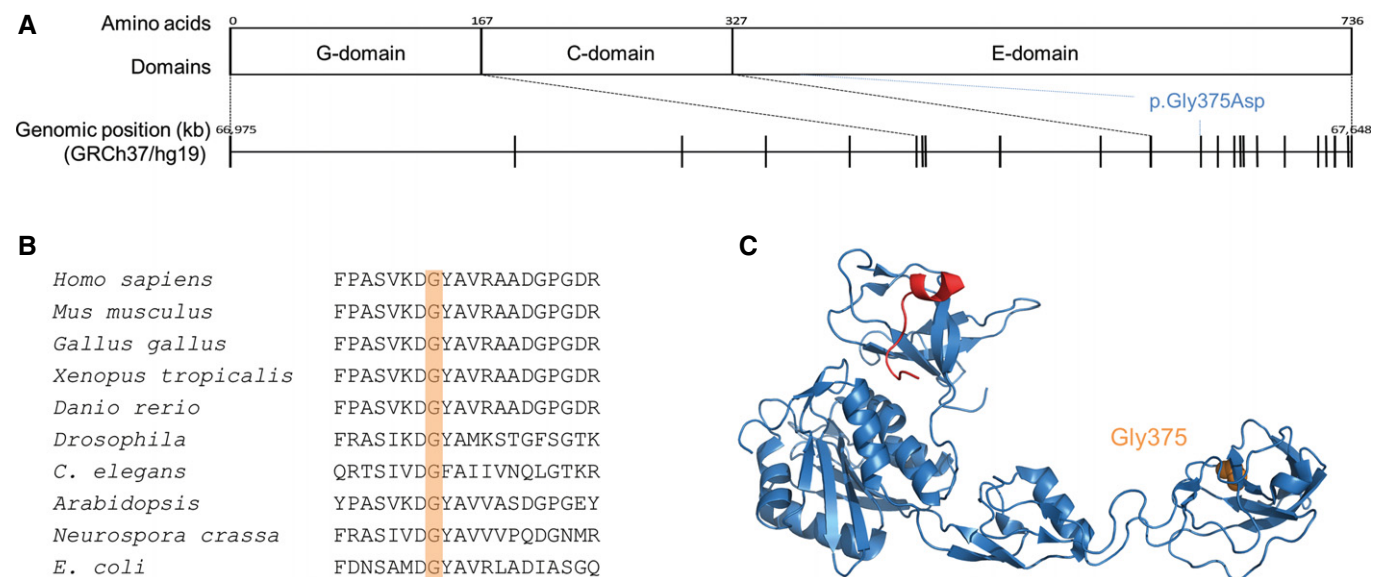 A
Amino acids 0 167 327 736
Domains G-domain C-domain E-domain
p.Gly375Asp
Genomic position (kb) 66,975 67,648
(GRCh37/hg19)
B
Homo sapiens FPASVKDGYAVRAADGPGDR
Mus musculus FPASVKDGYAVRAADGPGDR
Gallus gallus FPASVKDGYAVRAADGPGDR
Xenopus tropicalis FPASVKDGYAVRAADGPGDR
Danio rerio FPASVKDGYAVRAADGPGDR
Drosophila FRASIKDGYAMKSTGFSGTK
C. elegans QRTSIVDGFAIIVNQLGTKR
Arabidopsis YPASVKDGYAVVASDGPGEY
Neurospora crassa FRASIVDGYAVVVPQDGNMR
E. coli FDNSAMDGYAVRLADIASGQ
C
Gly375